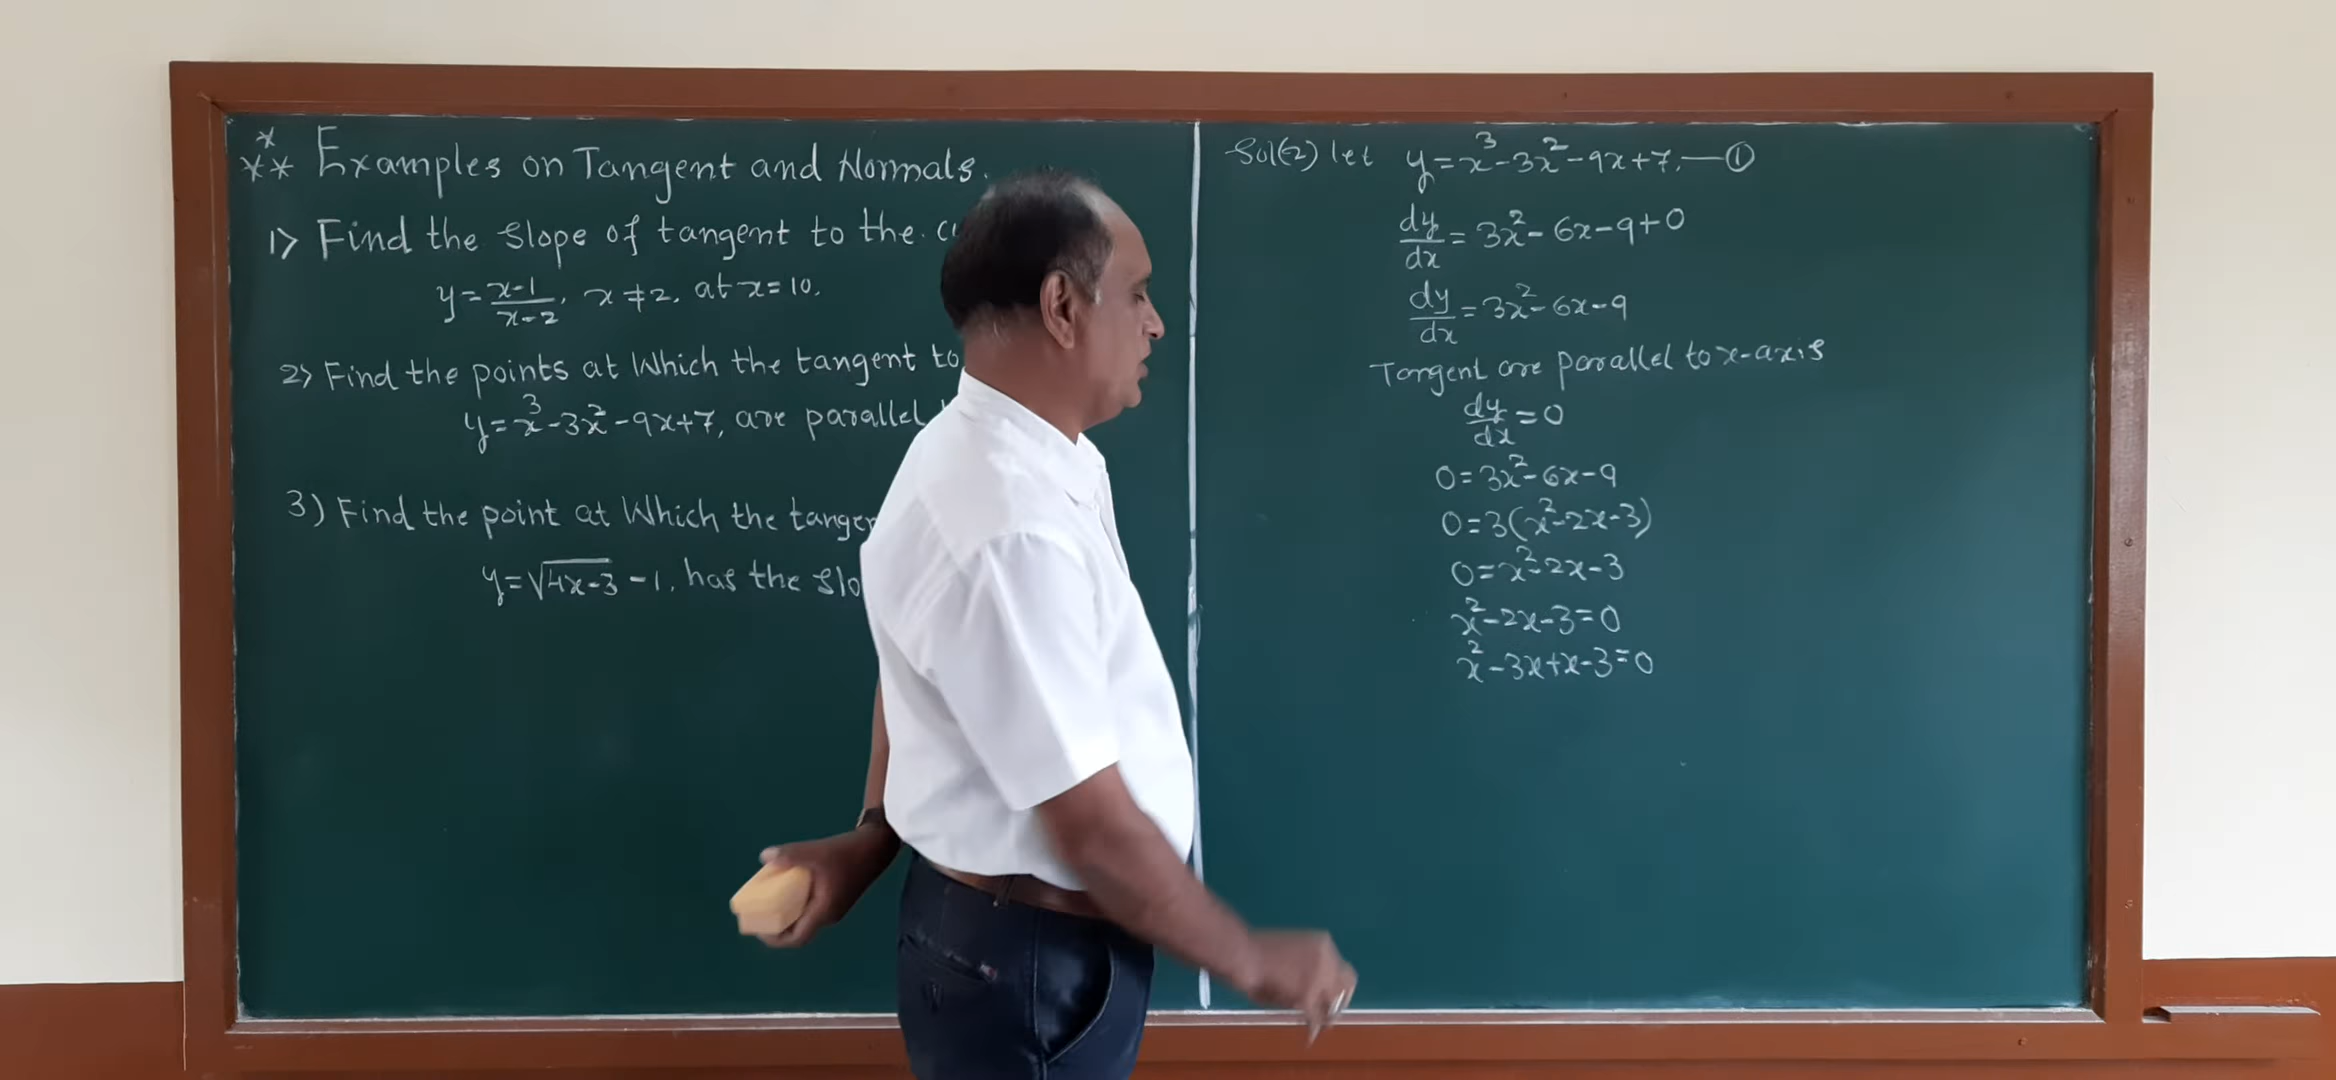 *** Examples on Tangent and Normals.
1) Find the slope of tangent to the
y = (x-1)/(x-2), x ≠ 2, at x = 10.
2) Find the points at Which the tangent to
y = x³ - 3x² - 9x + 7, are parallel
3) Find the point at Which the
y = √(4x-3) - 1, has the
Sol(2) let y = x³ - 3x² - 9x + 7, — ①
dy/dx = 3x² - 6x - 9 + 0
dy/dx = 3x² - 6x - 9
Tangent are parallel to x-axis
dy/dx = 0
0 = 3x² - 6x - 9
0 = 3(x² - 2x - 3)
0 = x² - 2x - 3
x² - 2x - 3 = 0
x² - 3x + x - 3 = 0